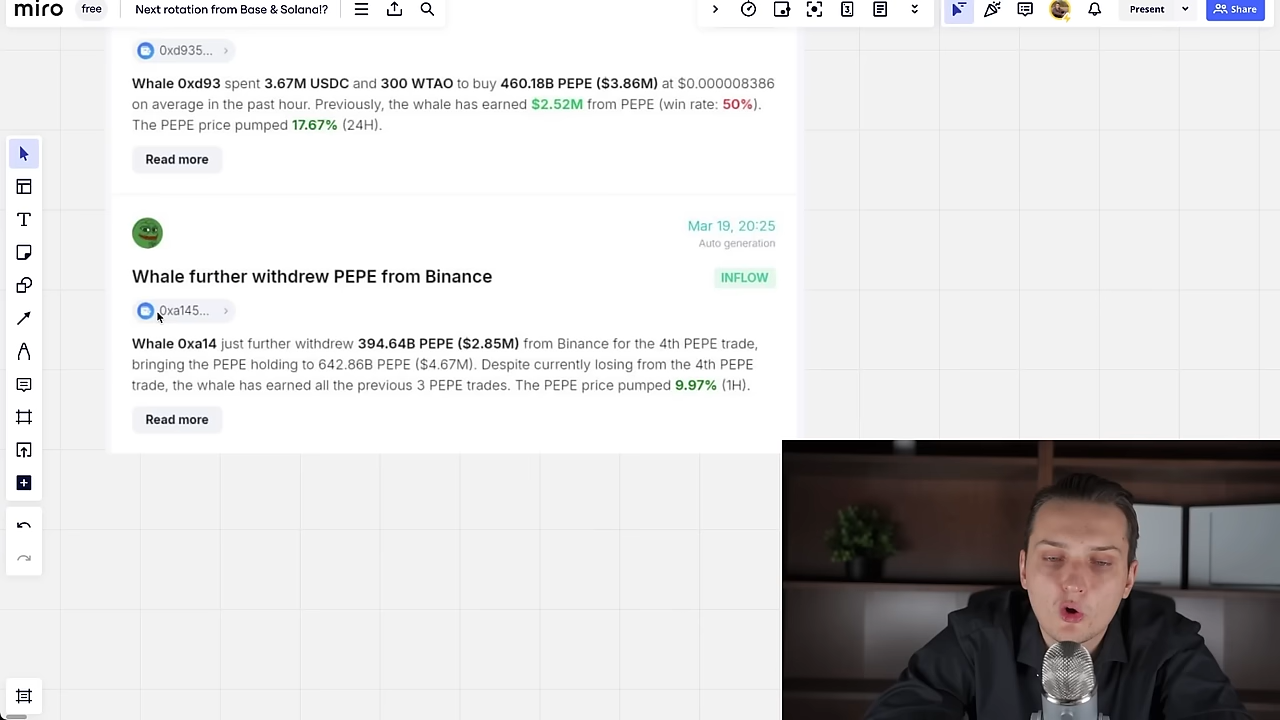 miro free Next rotation from Base & Solana!? Present Share
0xd935...
Whale 0xd93 spent 3.67M USDC and 300 WTAO to buy 460.18B PEPE ($3.86M) at $0.000008386
on average in the past hour. Previously, the whale has earned $2.52M from PEPE (win rate: 50%).
The PEPE price pumped 17.67% (24H).
Read more
Mar 19, 20:25
Auto generation
Whale further withdrew PEPE from Binance INFLOW
0xa145...
Whale 0xa14 just further withdrew 394.64B PEPE ($2.85M) from Binance for the 4th PEPE trade,
bringing the PEPE holding to 642.86B PEPE ($4.67M). Despite currently losing from the 4th PEPE
trade, the whale has earned all the previous 3 PEPE trades. The PEPE price pumped 9.97% (1H).
Read more